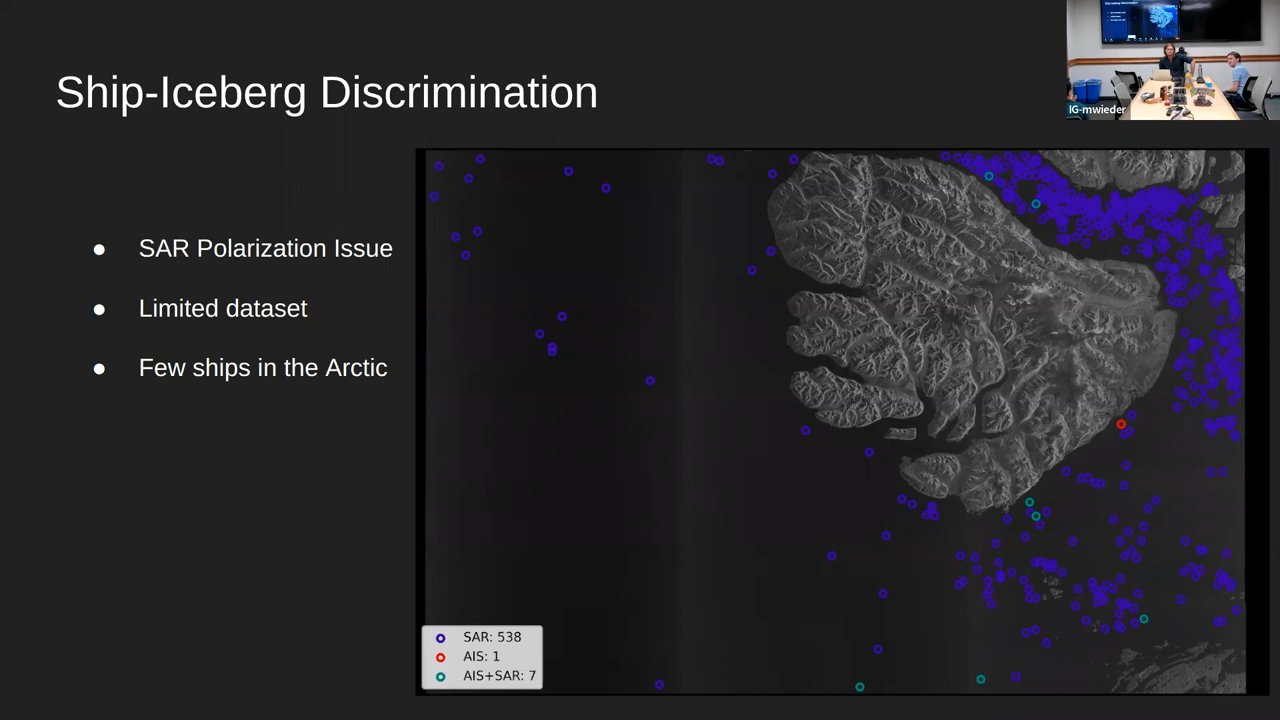 Ship-Iceberg Discrimination
IG-mwieder
● SAR Polarization Issue
● Limited dataset
● Few ships in the Arctic
SAR: 538
AIS: 1
AIS+SAR: 7